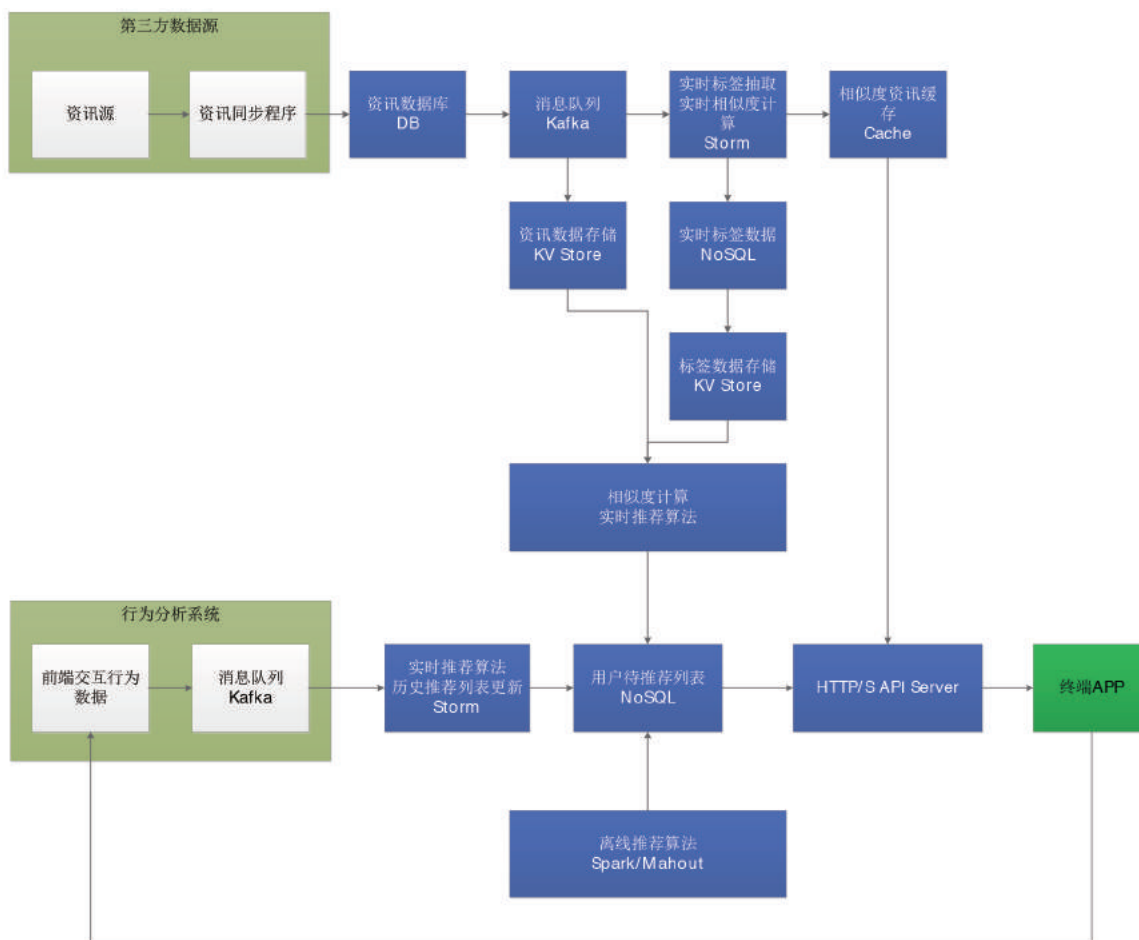 第三方数据源
资讯源
资讯同步程序
资讯数据库
DB
消息队列
Kafka
实时标签抽取
实时相似度计
算
Storm
相似度资讯缓
存
Cache
资讯数据存储
KV Store
实时标签数据
NoSQL
标签数据存储
KV Store
相似度计算
实时推荐算法
行为分析系统
前端交互行为
数据
消息队列
Kafka
实时推荐算法
历史推荐列表更新
Storm
用户待推荐列表
NoSQL
HTTP/S API Server
终端APP
离线推荐算法
Spark/Mahout